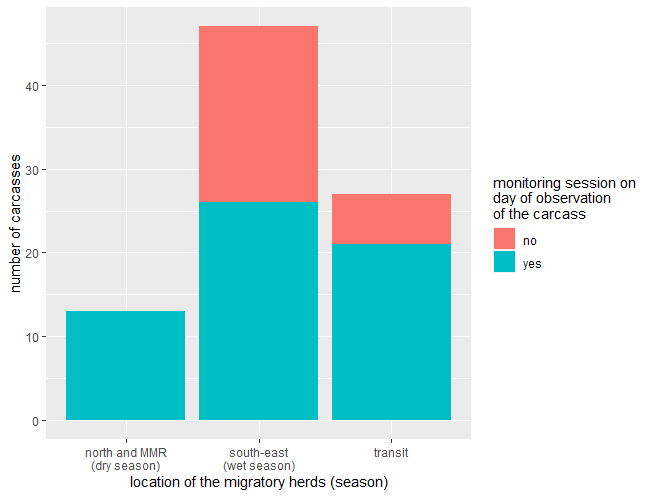 number of carcasses
40
30
20
10
0
north and MMR
(dry season)
south-east
(wet season)
transit
location of the migratory herds (season)
monitoring session on
day of observation
of the carcass
no
yes